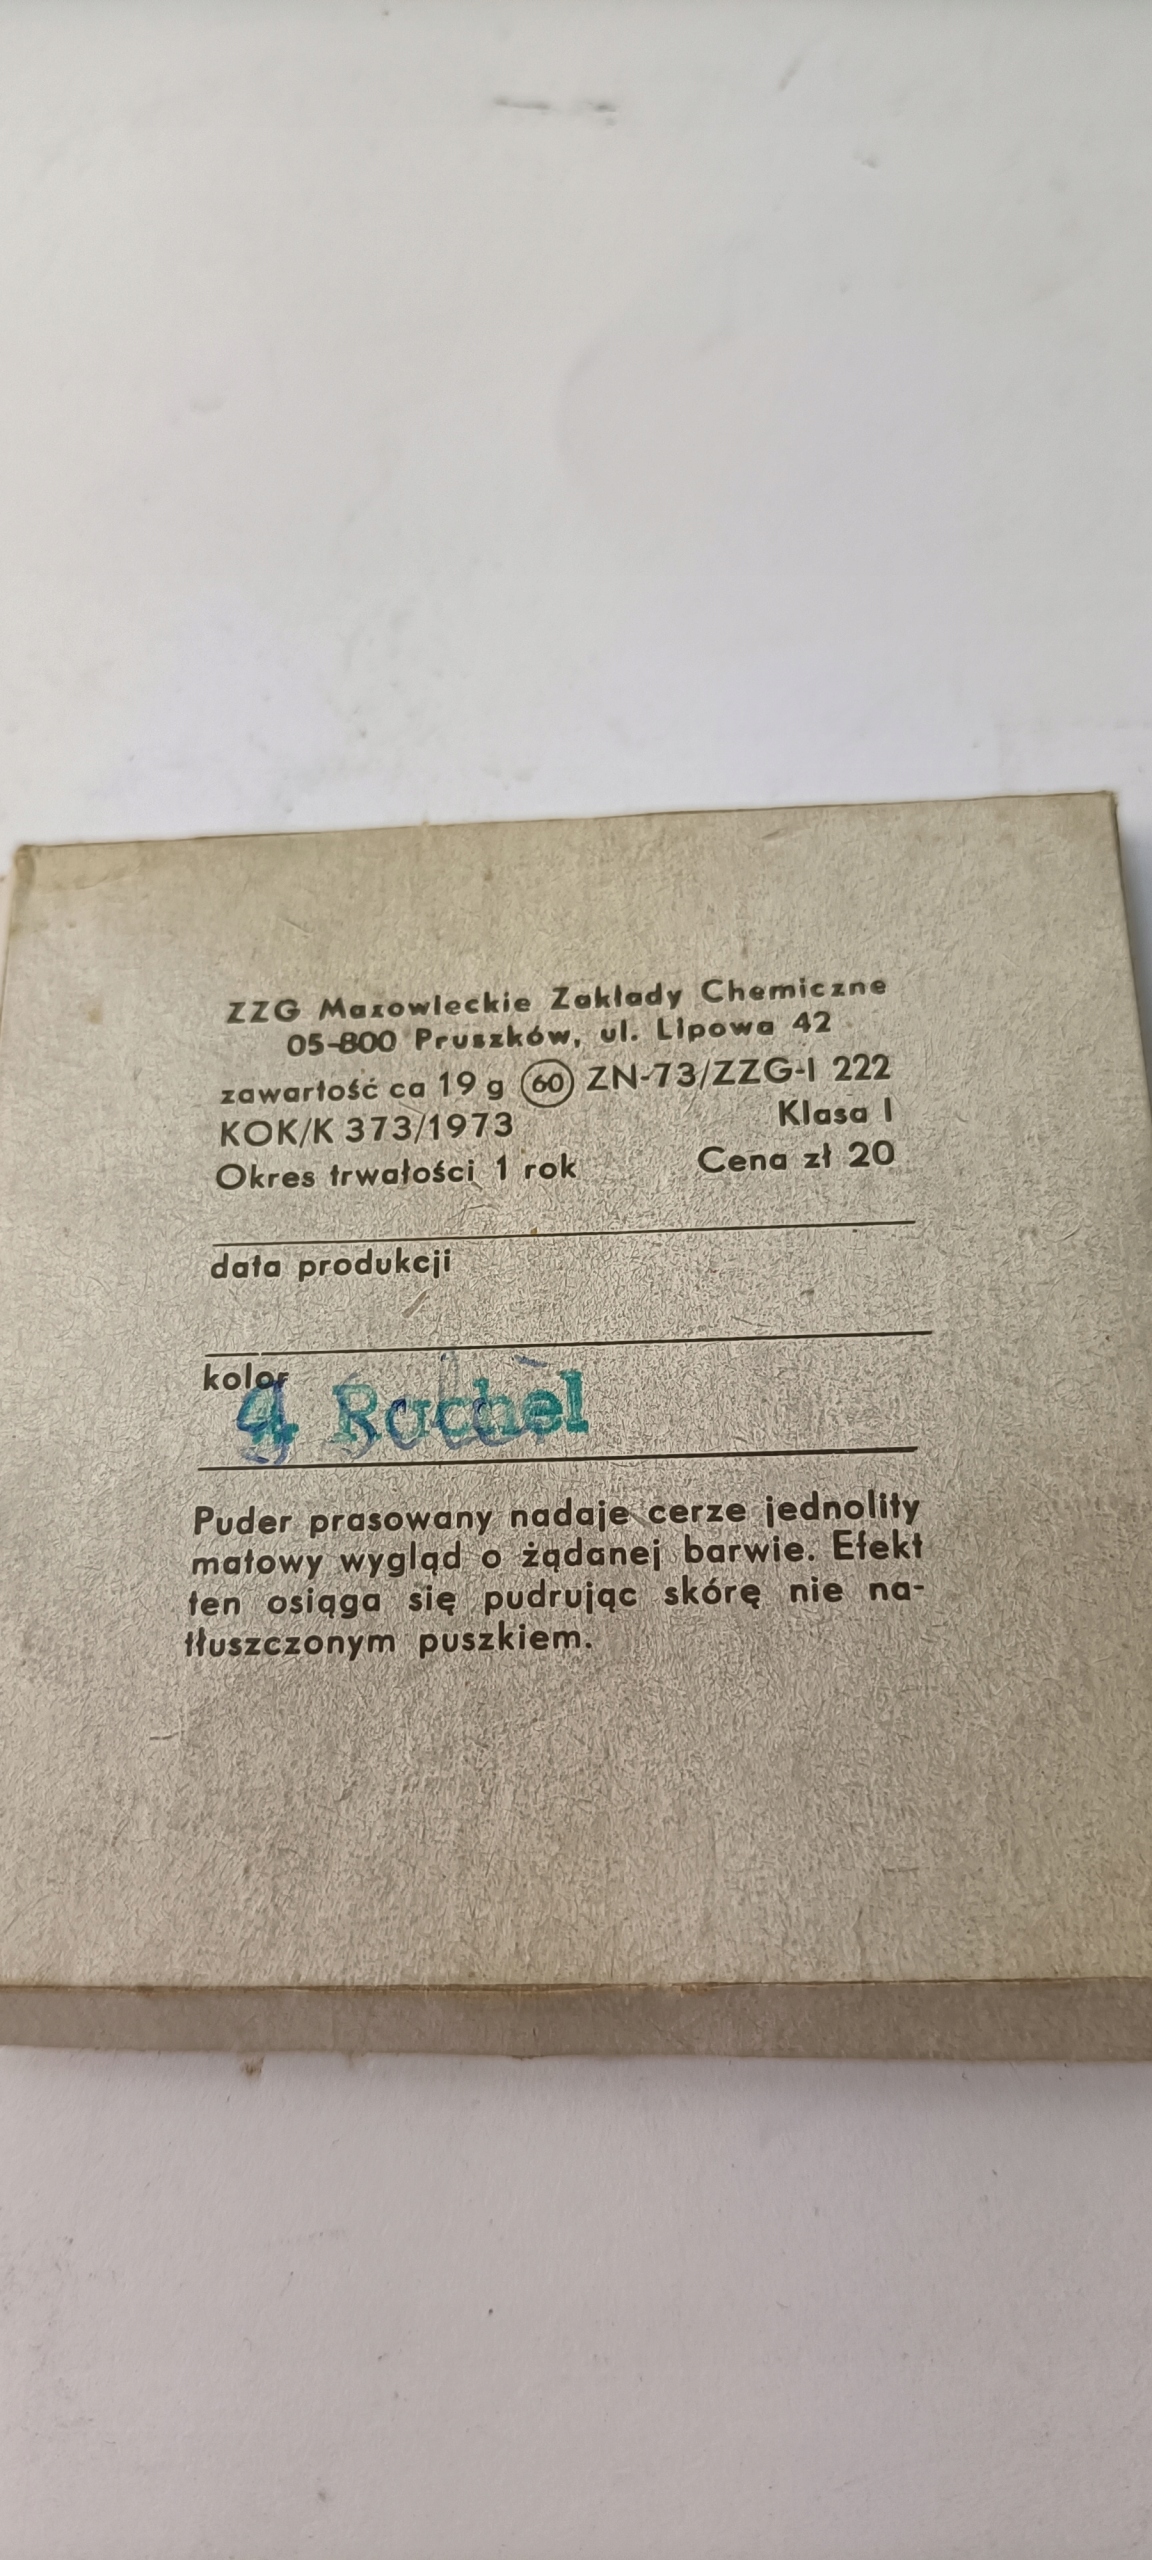 ZZG Mazowieckie Zakłady Chemiczne
05-800 Pruszków, ul. Lipowa 42
zawartość ca 19 g 60 ZN-73/ZZG-I 222
KOK/K 373/1973 Klasa I
Okres trwałości 1 rok Cena zł 20
data produkcji
kolor
Rachel
Puder prasowany nadaje cerze jednolity
matowy wygląd o żądanej barwie. Efekt
ten osiąga się pudrując skórę nie na-
tłuszczonym puszkiem.